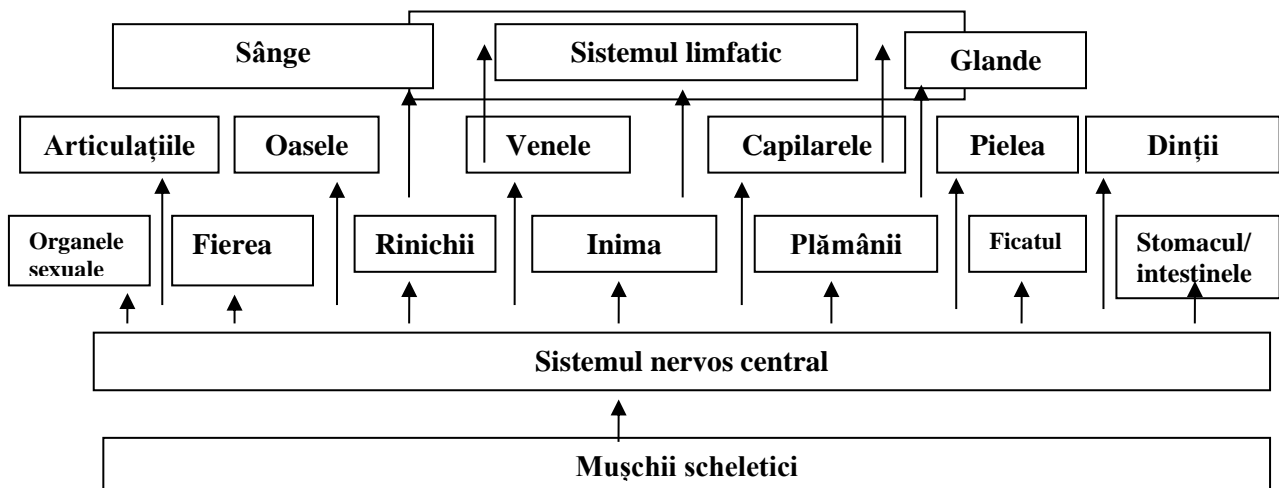 Sânge
Sistemul limfatic
Glande
Articulațiile
Oasele
Venele
Capilarele
Pielea
Dinții
Organele
sexuale
Fierea
Rinichii
Inima
Plămânii
Ficatul
Stomacul/
intestinele
Sistemul nervos central
Mușchii scheletici